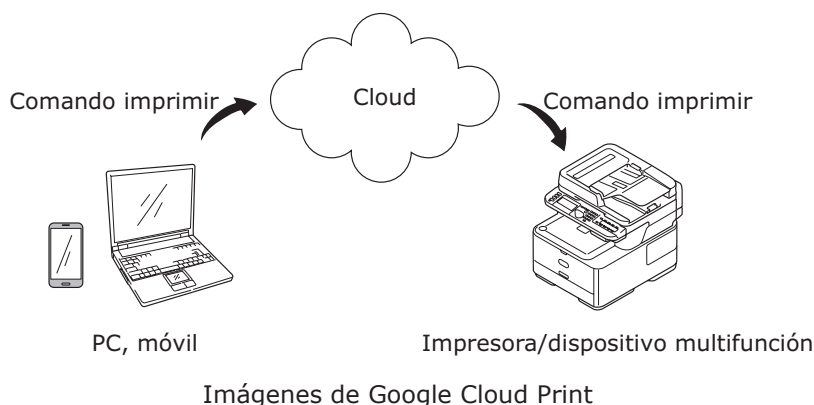 Comando imprimir
Cloud
Comando imprimir
PC, móvil
Impresora/dispositivo multifunción
Imágenes de Google Cloud Print